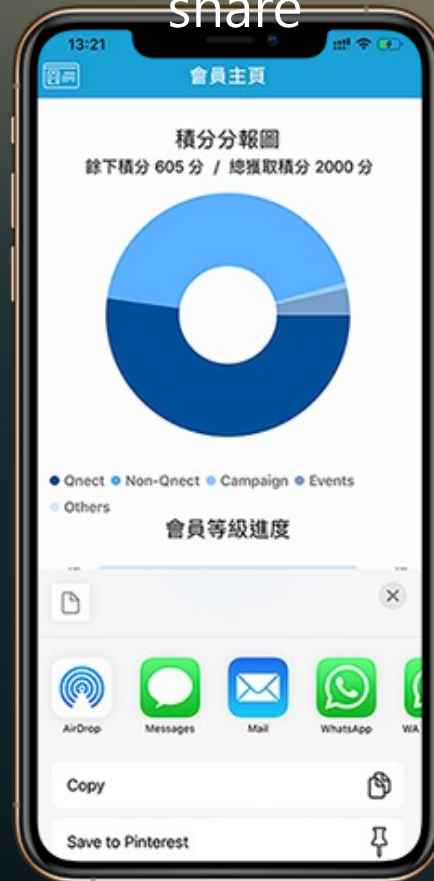 share
13:21
會員主頁
積分分報圖
餘下積分 605 分 / 總獲取積分 2000 分
Qnect Non-Qnect Campaign Events
Others
會員等級進度
AirDrop Messages Mail WhatsApp WA
Copy
Save to Pinterest